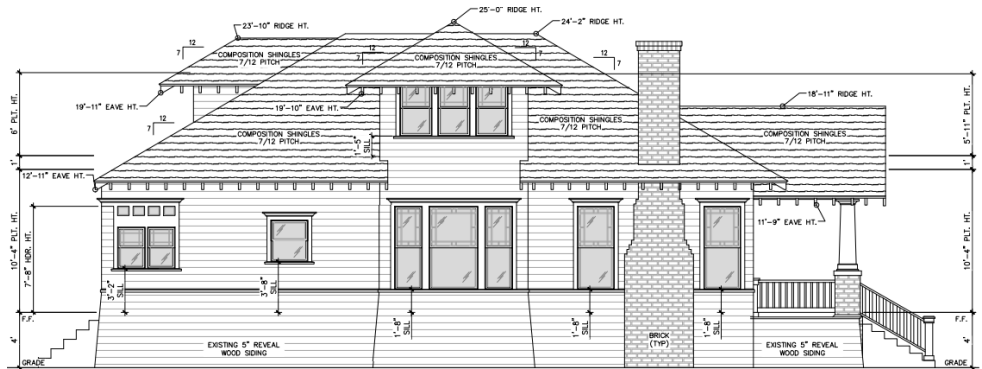 25'-0" RIDGE HT.
23'-10" RIDGE HT.
24'-2" RIDGE HT.
12
7
COMPOSITION SHINGLES
7/12 PITCH
12
7
COMPOSITION SHINGLES
7/12 PITCH
12
7
12
7
19'-11" EAVE HT.
19'-10" EAVE HT.
18'-11" RIDGE HT.
12
7
COMPOSITION SHINGLES
7/12 PITCH
COMPOSITION SHINGLES
7/12 PITCH
COMPOSITION SHINGLES
7/12 PITCH
6' PLT. HT.
1'
1'-5"
SILL
5'-11" PLT. HT.
1'
12'-11" EAVE HT.
11'-9" EAVE HT.
10'-4" PLT. HT.
7'-8" HDR. HT.
10'-4" PLT. HT.
3'-2"
SILL
3'-8"
SILL
1'-8"
SILL
1'-8"
SILL
1'-8"
SILL
F.F.
F.F.
4'
4'
EXISTING 5" REVEAL
WOOD SIDING
BRICK
(TYP)
EXISTING 5" REVEAL
WOOD SIDING
GRADE
GRADE